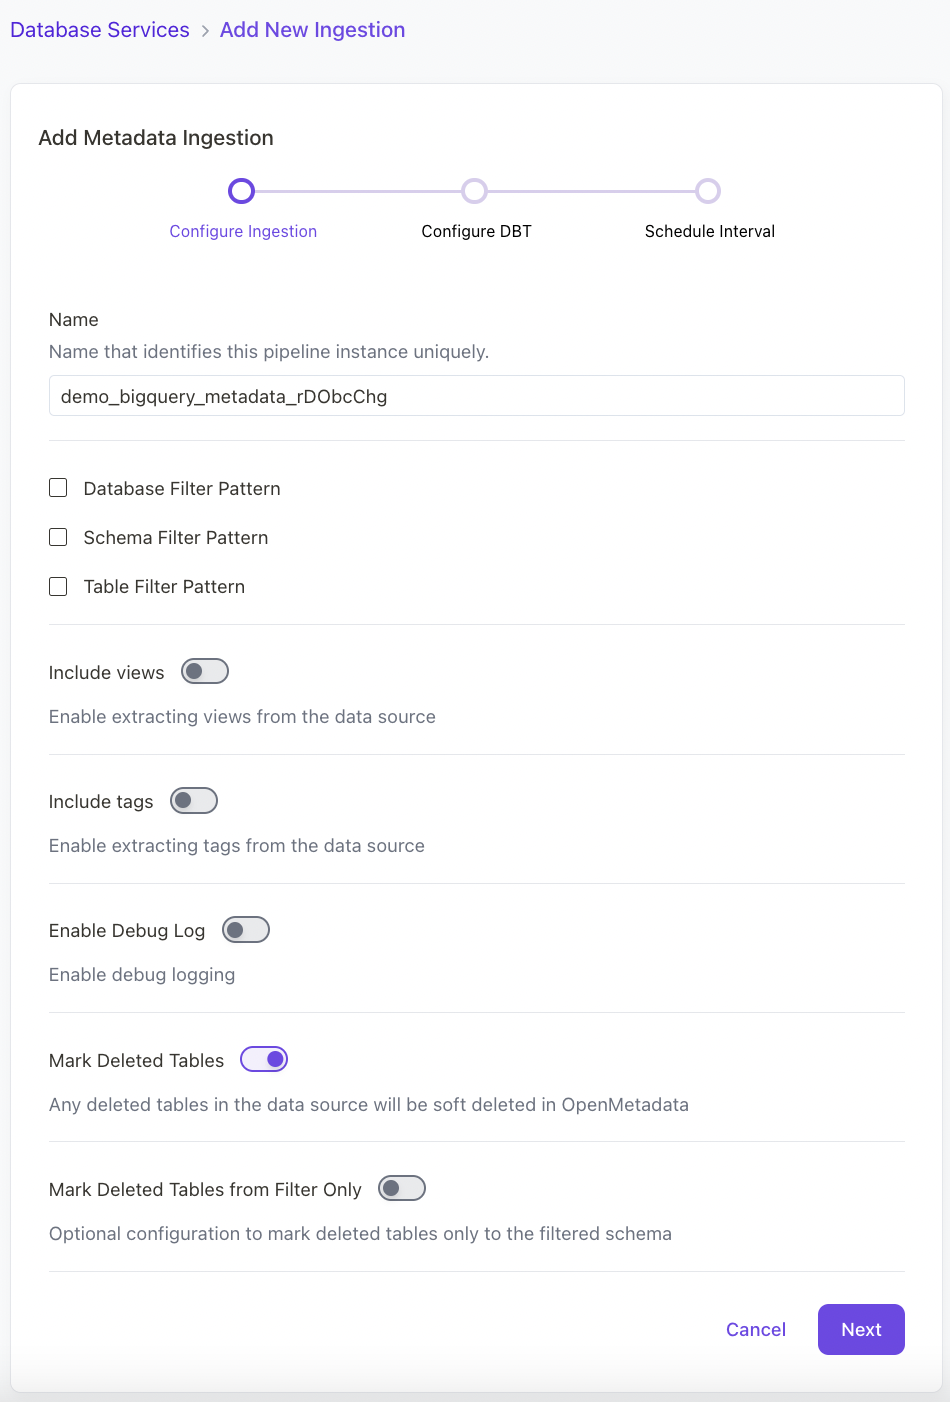 Database Services > Add New Ingestion
Add Metadata Ingestion
Configure Ingestion Configure DBT Schedule Interval
Name
Name that identifies this pipeline instance uniquely.
demo_bigquery_metadata_rDObcChg
Database Filter Pattern
Schema Filter Pattern
Table Filter Pattern
Include views
Enable extracting views from the data source
Include tags
Enable extracting tags from the data source
Enable Debug Log
Enable debug logging
Mark Deleted Tables
Any deleted tables in the data source will be soft deleted in OpenMetadata
Mark Deleted Tables from Filter Only
Optional configuration to mark deleted tables only to the filtered schema
Cancel Next